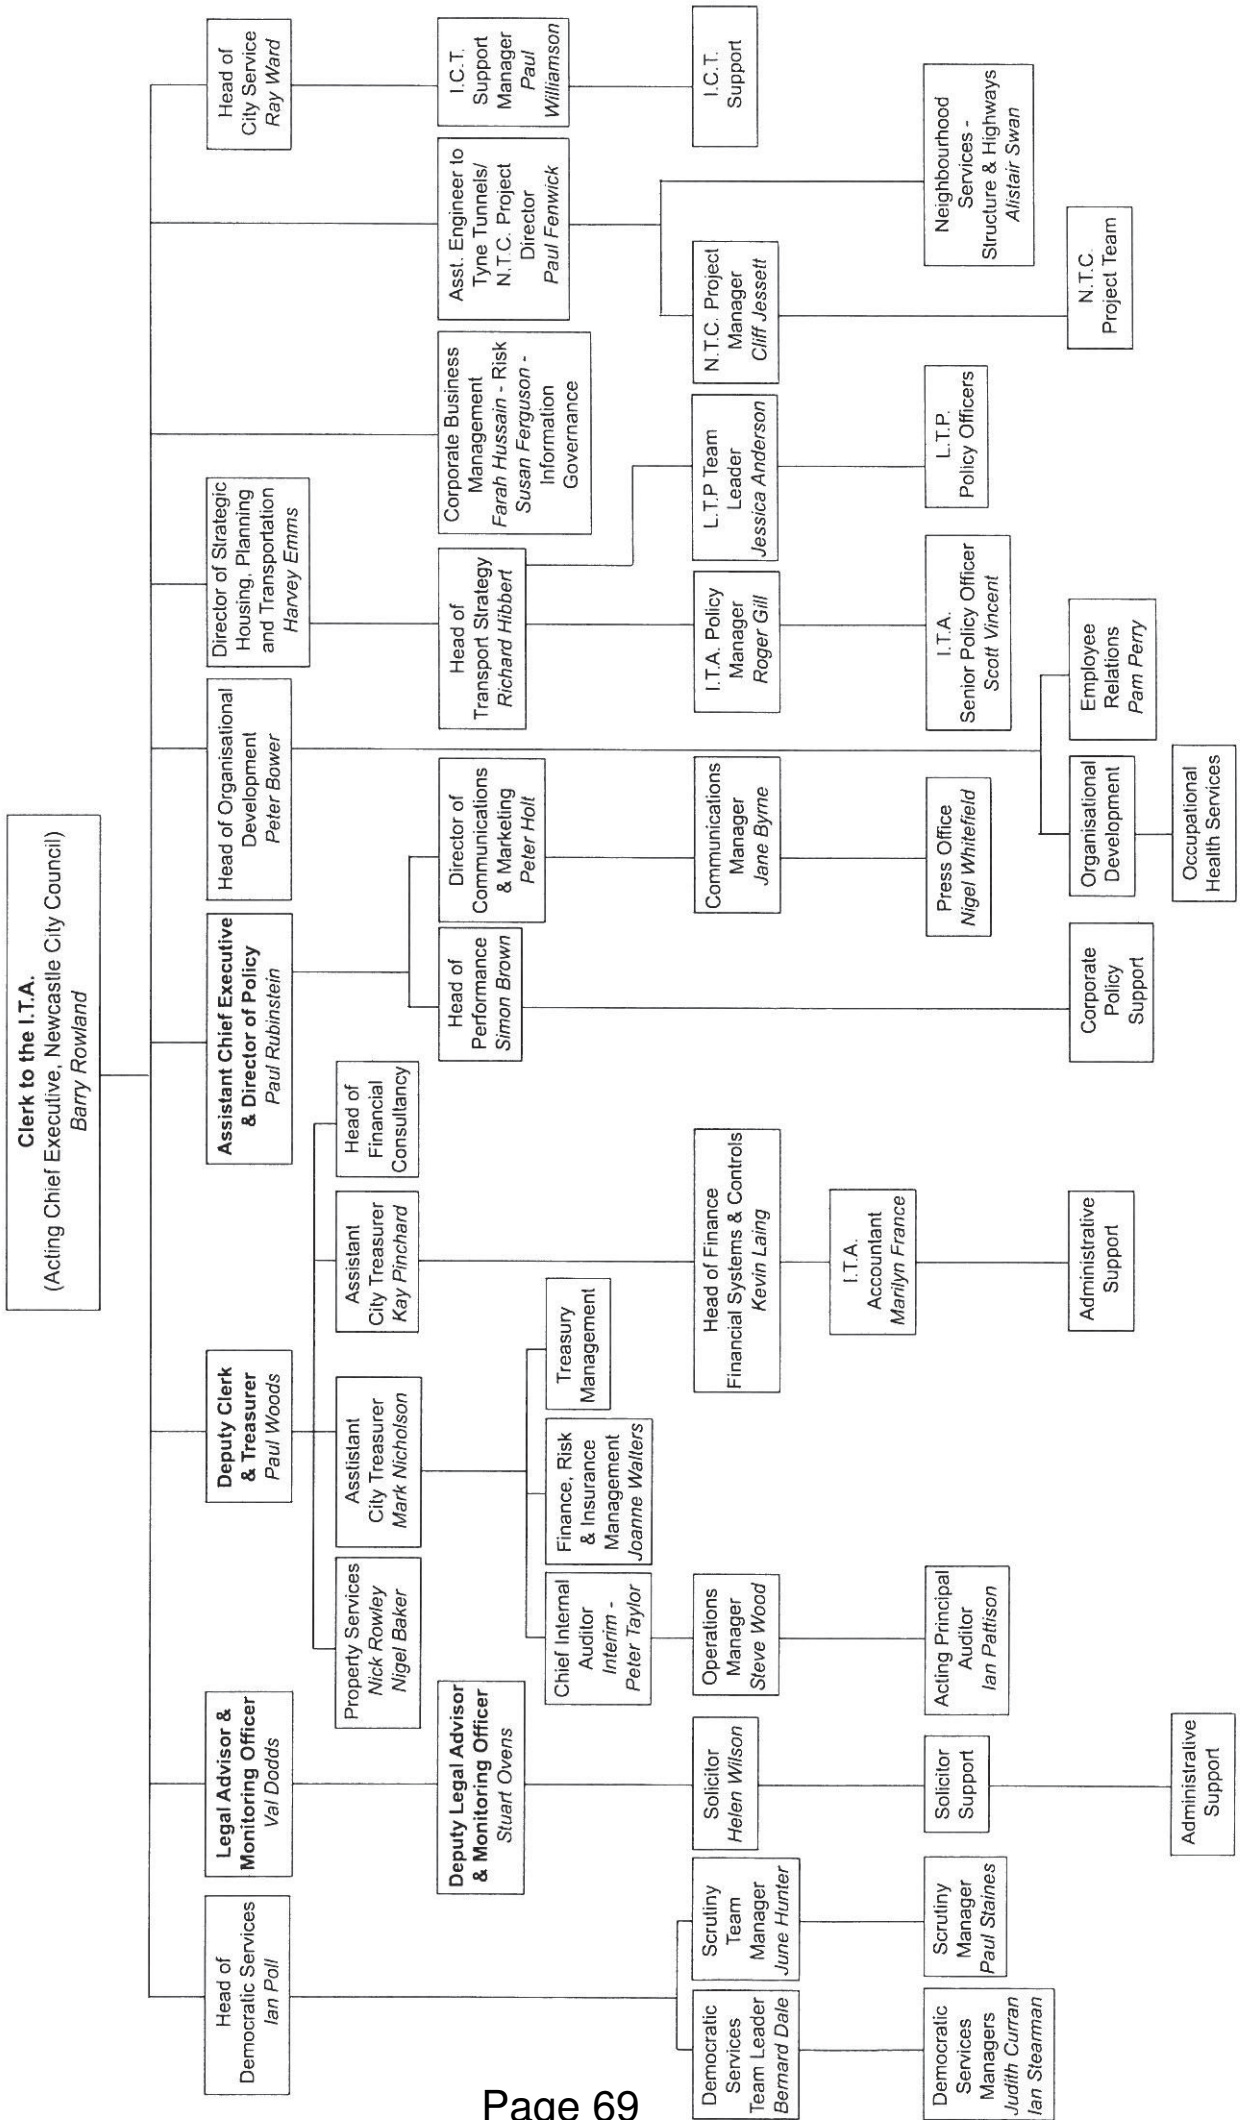 Clerk to the I.T.A.
(Acting Chief Executive, Newcastle City Council)
Barry Rowland
Head of
Democratic Services
Ian Poll
Legal Advisor &
Monitoring Officer
Val Dodds
Deputy Clerk
& Treasurer
Paul Woods
Assistant Chief Executive
& Director of Policy
Paul Rubinstein
Head of Organisational
Development
Peter Bower
Director of Strategic
Housing, Planning
and Transportation
Harvey Emms
Head of
City Service
Ray Ward
Property Services
Nick Rowley
Nigel Baker
Asstistant
City Treasurer
Mark Nicholson
Assistant
City Treasurer
Kay Pinchard
Head of
Financial
Consultancy
Deputy Legal Advisor
& Monitoring Officer
Stuart Ovens
Head of
Performance
Simon Brown
Director of
Communications
& Marketing
Peter Holt
Head of
Transport Strategy
Richard Hibbert
Corporate Business
Management
Farah Hussain - Risk
Susan Ferguson -
Information
Governance
Asst. Engineer to
Tyne Tunnels/
N.T.C. Project
Director
Paul Fenwick
I.C.T.
Support
Manager
Paul
Williamson
Chief Internal
Auditor
Interim -
Peter Taylor
Finance, Risk
& Insurance
Management
Joanne Walters
Treasury
Management
Democratic
Services
Team Leader
Bernard Dale
Scrutiny
Team
Manager
June Hunter
Solicitor
Helen Wilson
Operations
Manager
Steve Wood
Head of Finance
Financial Systems & Controls
Kevin Laing
Communications
Manager
Jane Byrne
I.T.A. Policy
Manager
Roger Gill
L.T.P Team
Leader
Jessica Anderson
N.T.C. Project
Manager
Cliff Jessett
I.C.T.
Support
I.T.A.
Accountant
Marilyn France
Democratic
Services
Managers
Judith Curran
Ian Stearman
Scrutiny
Manager
Paul Staines
Solicitor
Support
Acting Principal
Auditor
Ian Pattison
Press Office
Nigel Whitefield
I.T.A.
Senior Policy Officer
Scott Vincent
L.T.P.
Policy Officers
Neighbourhood
Services -
Structure & Highways
Alistair Swan
Administrative
Support
Corporate
Policy
Support
Organisational
Development
Employee
Relations
Pam Perry
N.T.C.
Project Team
Administrative
Support
Occupational
Health Services
Page 69